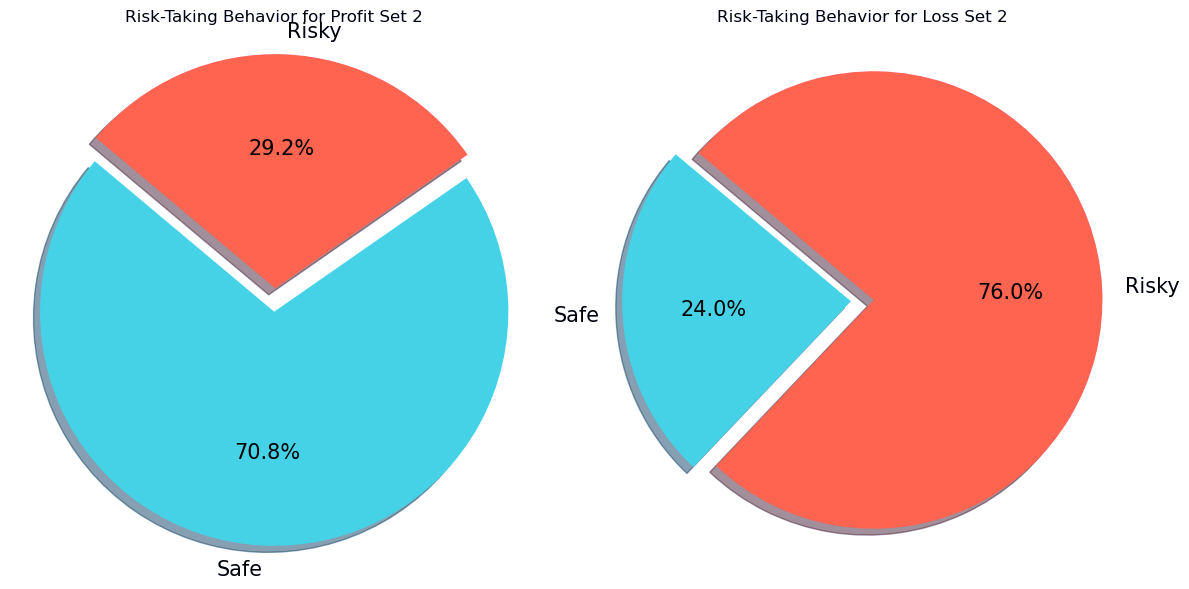 Risk-Taking Behavior for Profit Set 2
Risky
29.2%
70.8%
Safe
Risk-Taking Behavior for Loss Set 2
Risky
76.0%
24.0%
Safe